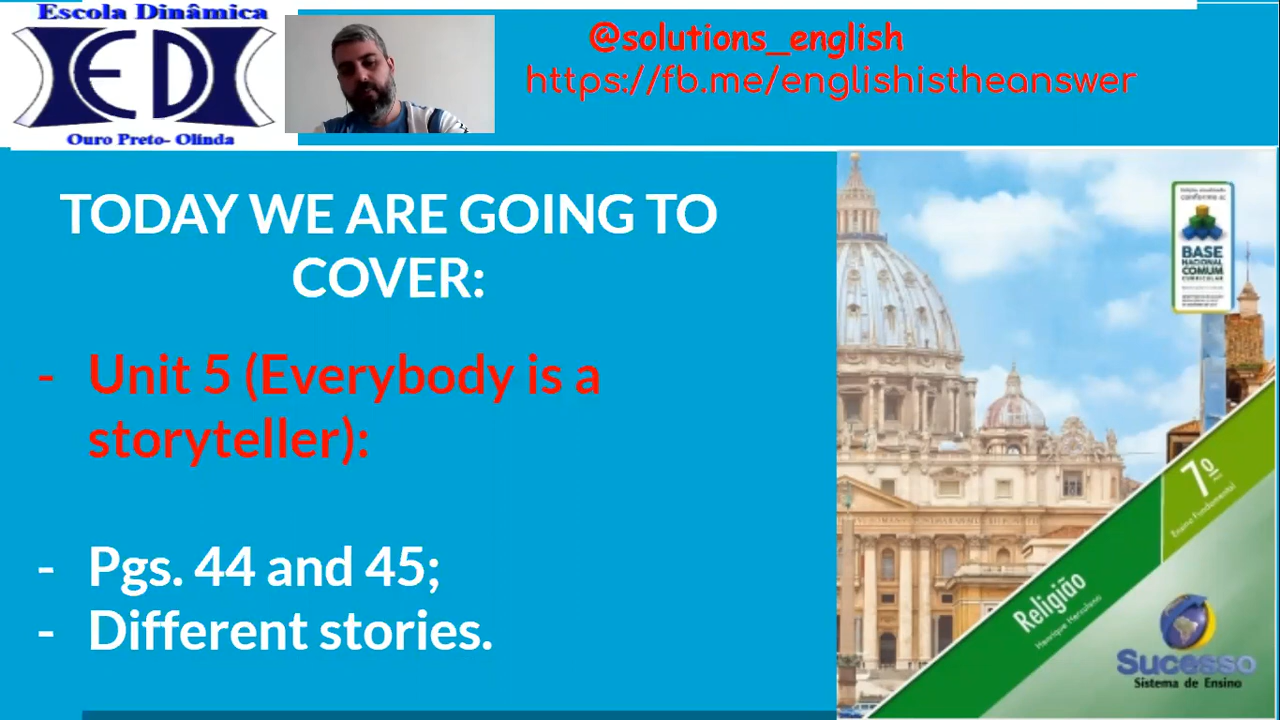 Escola Dinâmica
ED
Ouro Preto- Olinda
@solutions_english
https://fb.me/englishistheanswer
TODAY WE ARE GOING TO
COVER:
- Unit 5 (Everybody is a
storyteller):
- Pgs. 44 and 45;
- Different stories.
conforme a:
BASE
NACIONAL
COMUM
CURRICULAR
7º
Ensino Fundamental
Religião
Sucesso
Sistema de Ensino